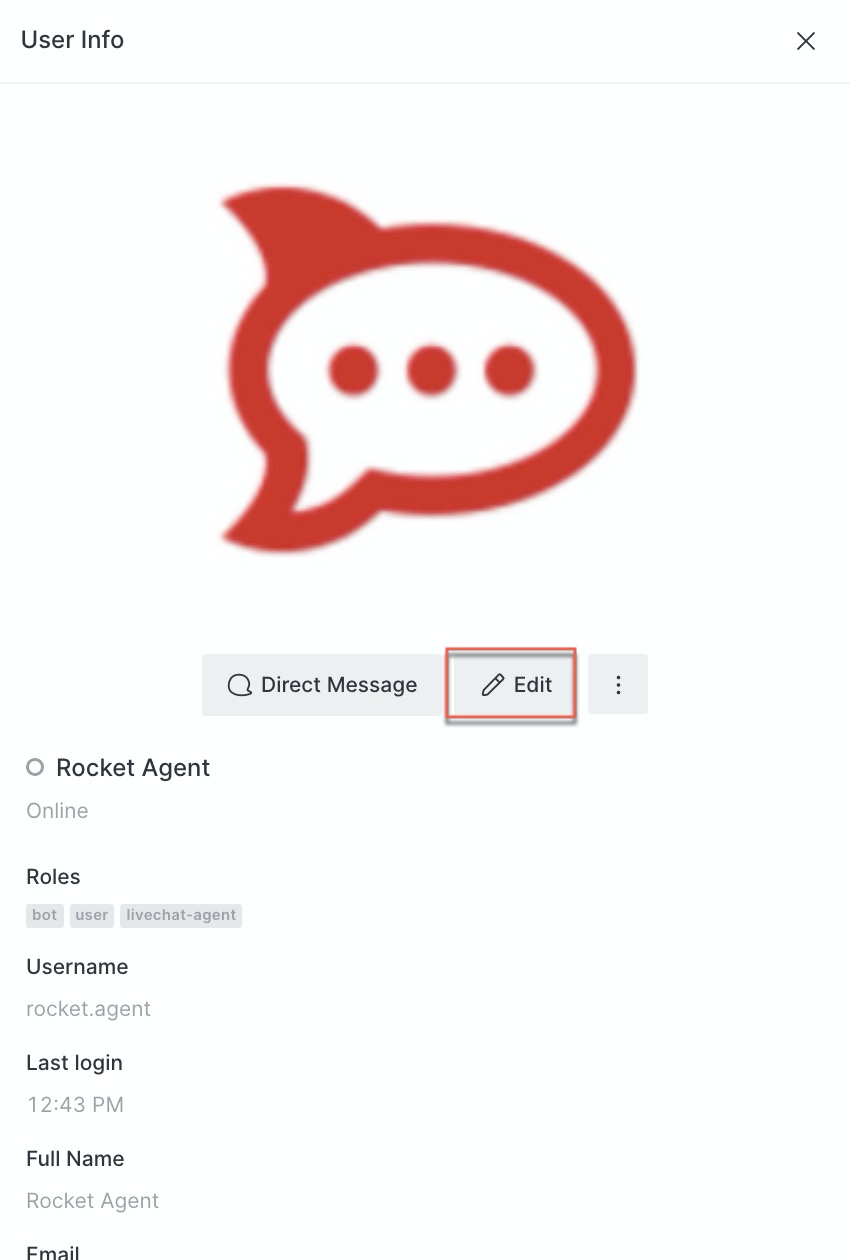 User Info
Direct Message Edit
Rocket Agent
Online
Roles
bot user livechat-agent
Username
rocket.agent
Last login
12:43 PM
Full Name
Rocket Agent
Email